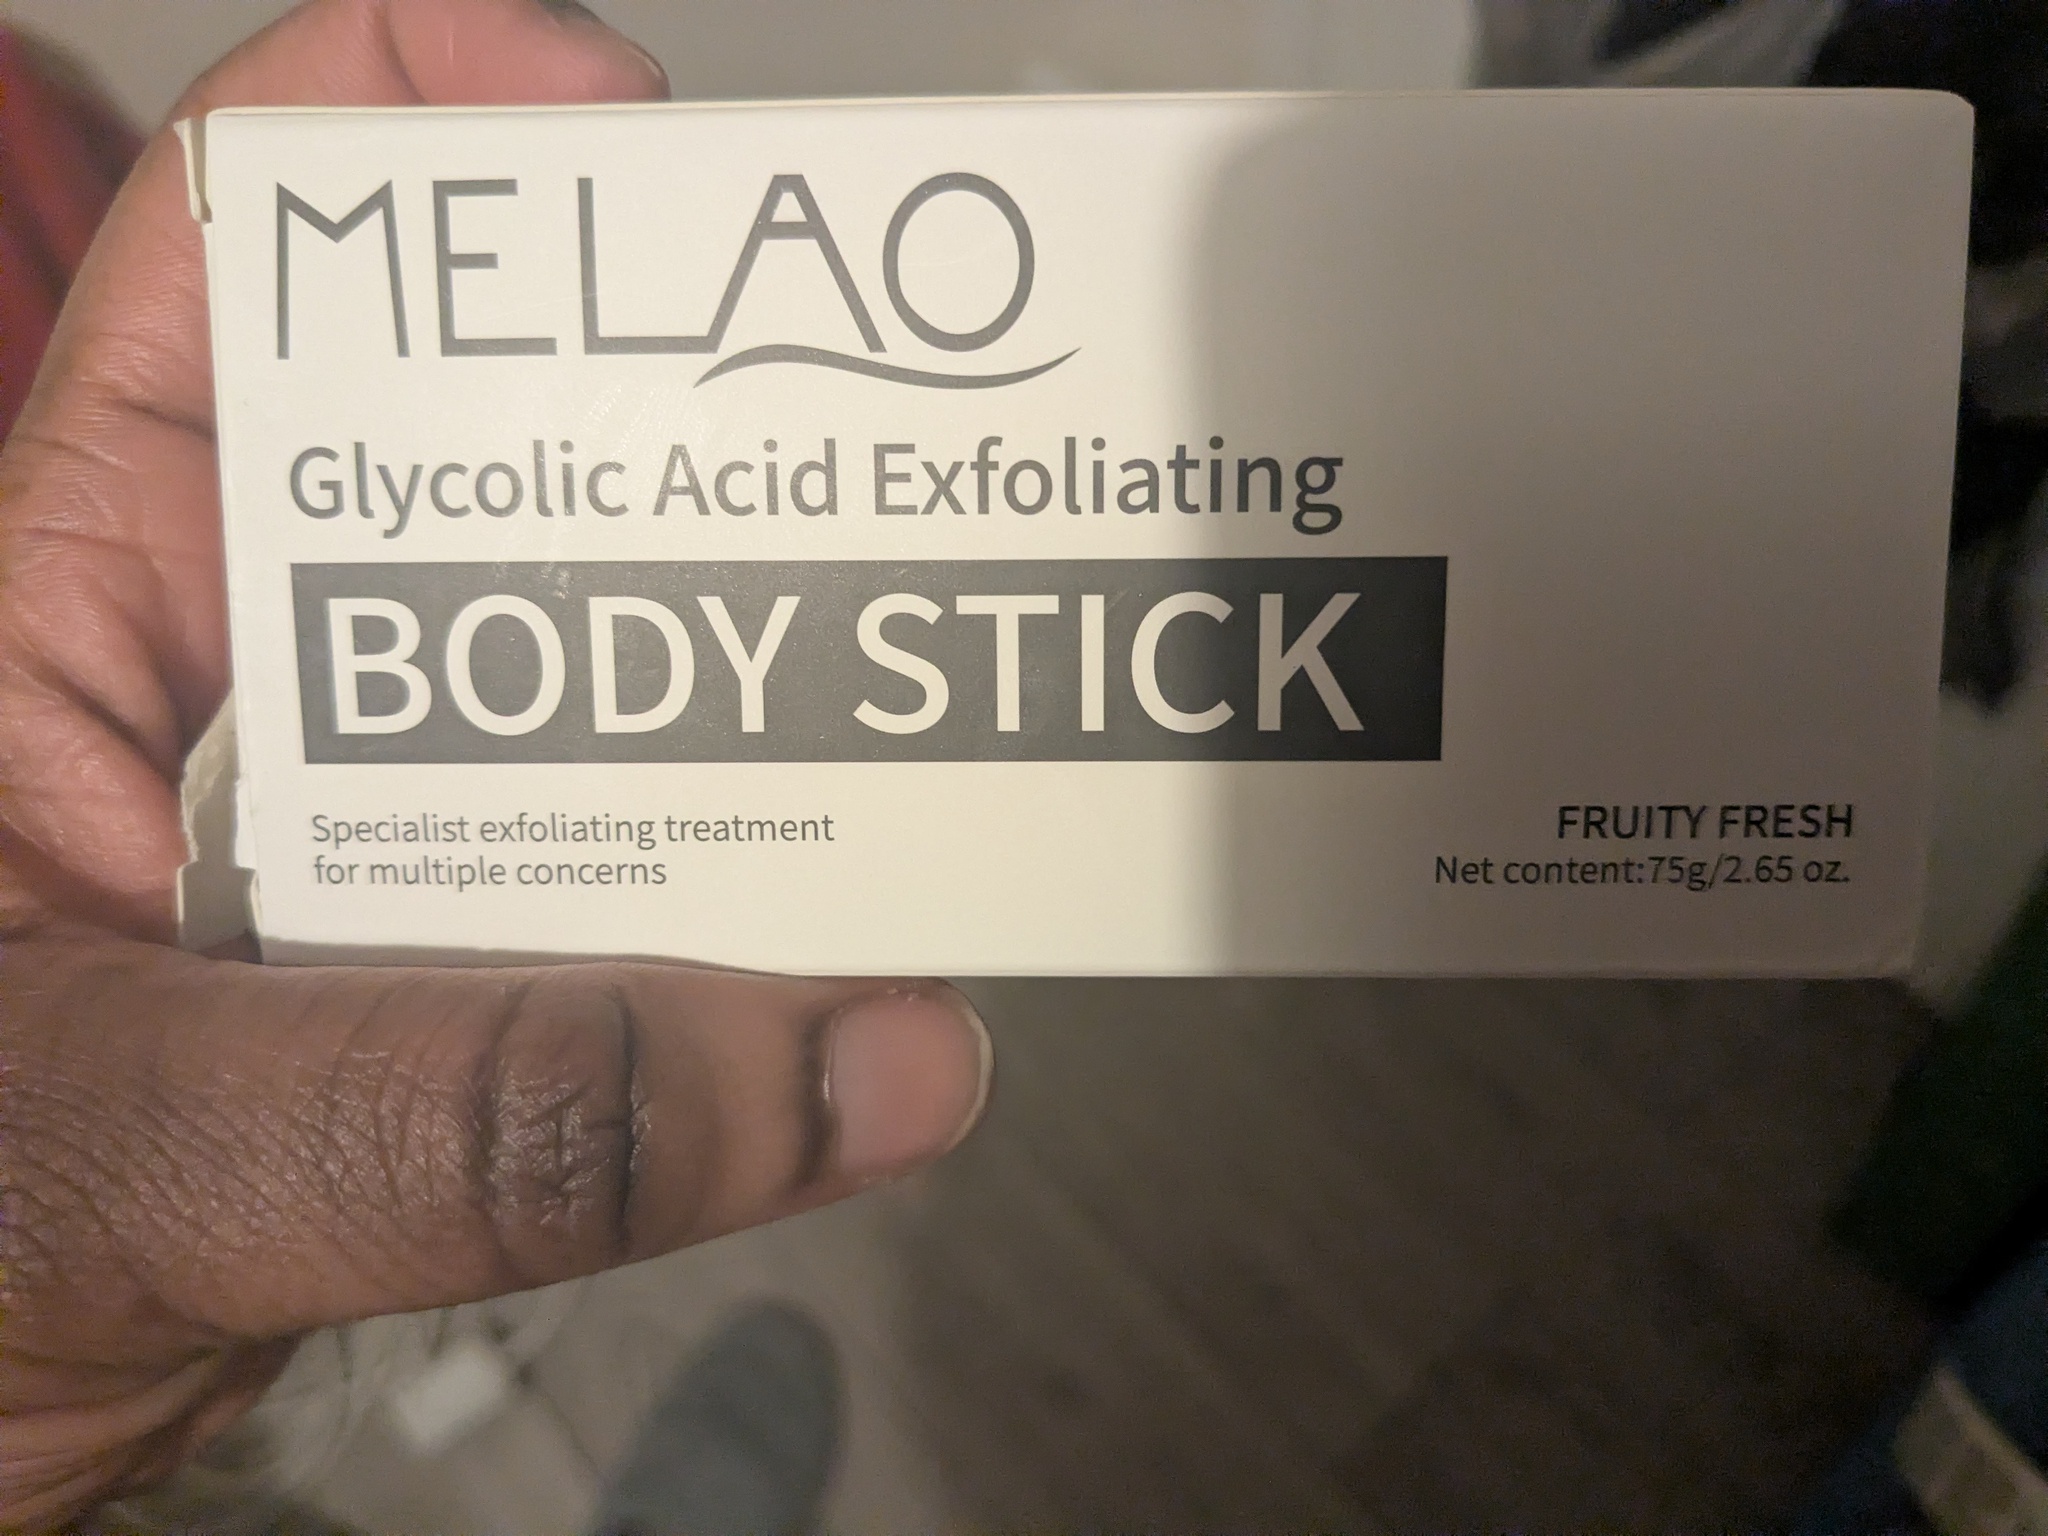 MELAO
Glycolic Acid Exfoliating
BODY STICK
Specialist exfoliating treatment
for multiple concerns
FRUITY FRESH
Net content:75g/2.65 oz.